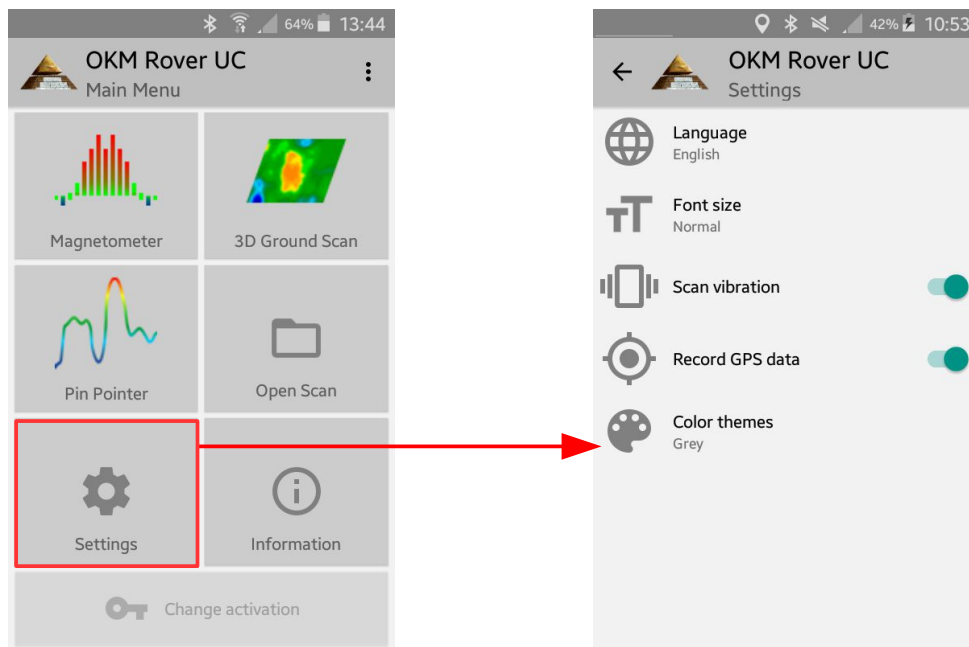 64% 13:44
OKM Rover UC
Main Menu
Magnetometer
3D Ground Scan
Pin Pointer
Open Scan
Settings
Information
Change activation
42% 10:53
OKM Rover UC
Settings
Language
English
Font size
Normal
Scan vibration
Record GPS data
Color themes
Grey